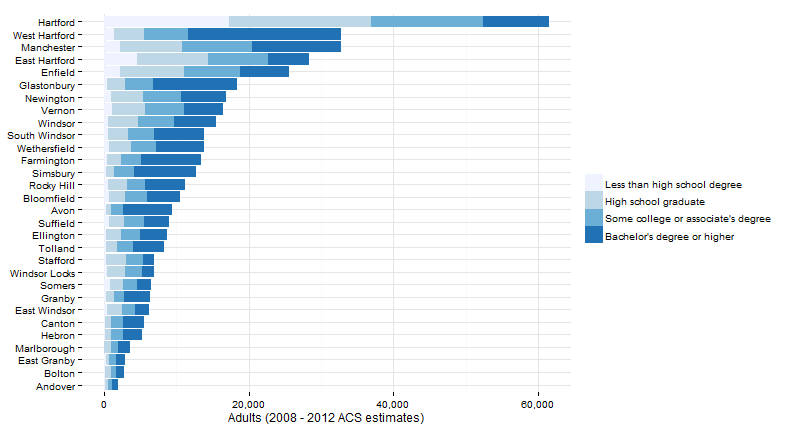 Hartford
West Hartford
Manchester
East Hartford
Enfield
Glastonbury
Newington
Vernon
Windsor
South Windsor
Wethersfield
Farmington
Simsbury
Rocky Hill
Bloomfield
Avon
Suffield
Ellington
Tolland
Stafford
Windsor Locks
Somers
Granby
East Windsor
Canton
Hebron
Marlborough
East Granby
Bolton
Andover
0 20,000 40,000 60,000
Adults (2008 - 2012 ACS estimates)
Less than high school degree
High school graduate
Some college or associate's degree
Bachelor's degree or higher